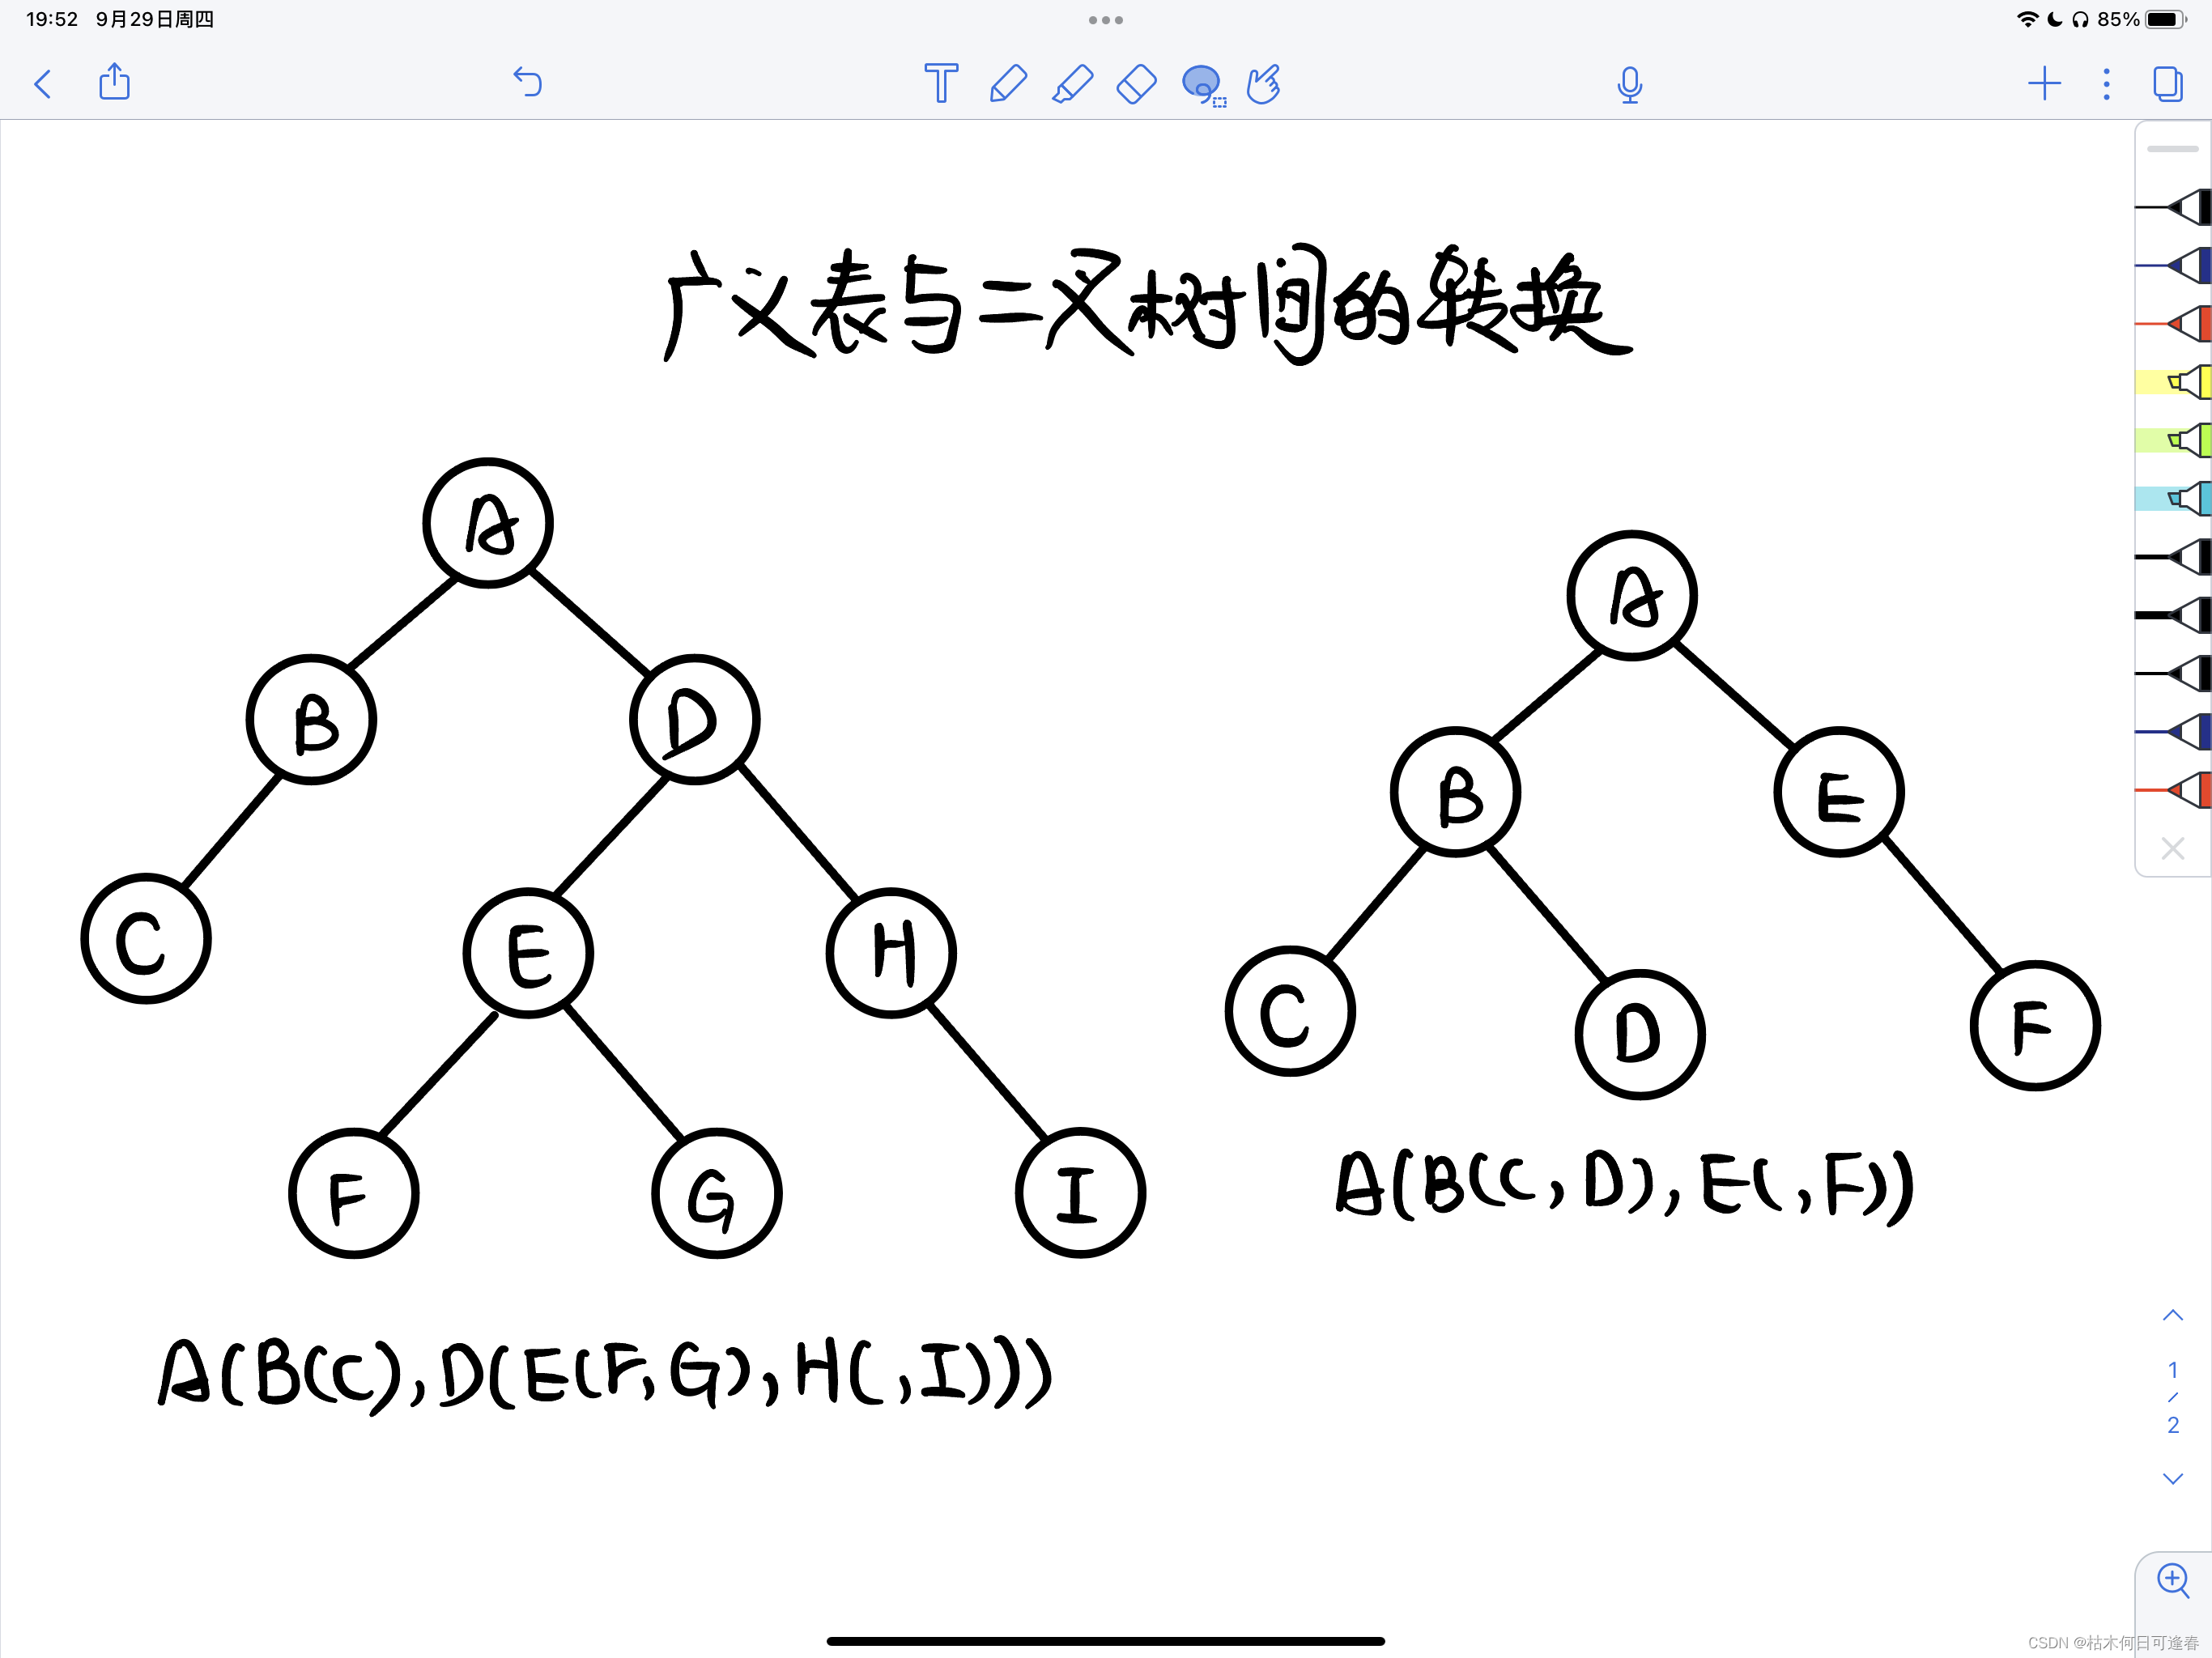 19:52 9月29日周四
85%
广义表与二叉树间的转换
A
B
D
C
E
H
F
G
I
A(B(C),D(E(F,G),H(,I)))
A
B
E
C
D
F
A(B(C,D),E(,F))
1
/
2
CSDN @枯木何日可逢春